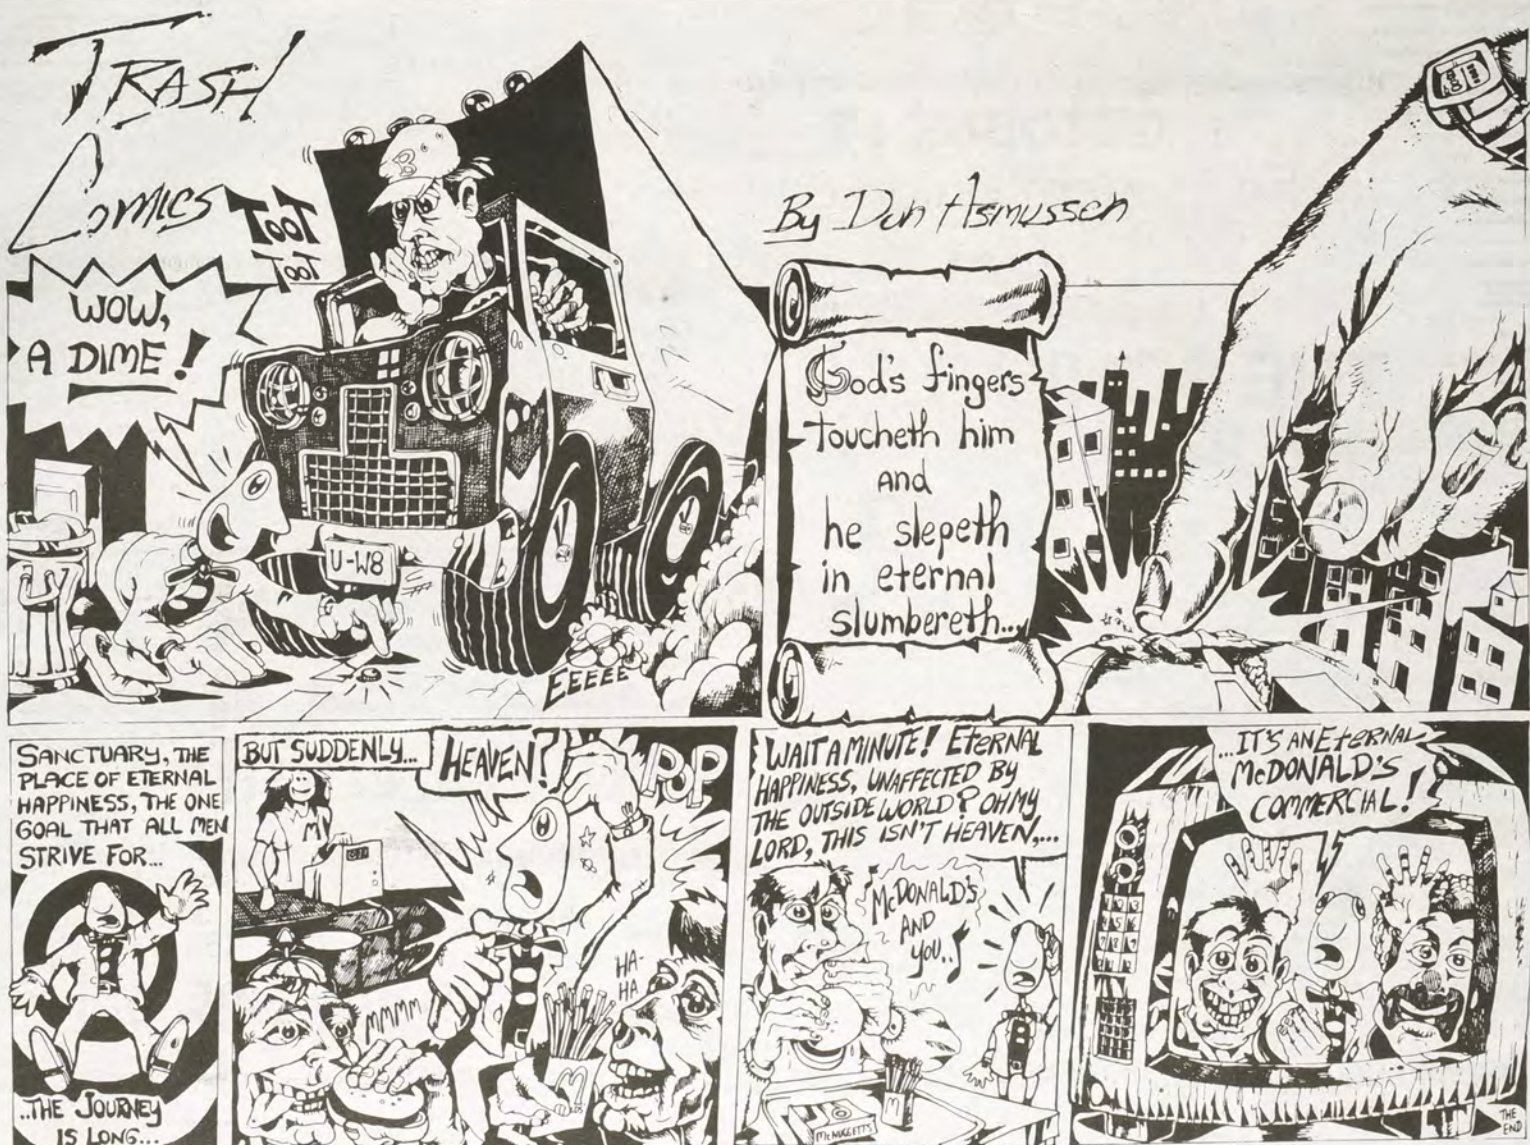 TRASH
COMICS
By Dan Asmussen
TOOT
TOOT
WOW,
A DIME!
B
U-W8
EEEEE
God's fingers
toucheth him
and
he slepeth
in eternal
slumbereth...
SANCTUARY, THE
PLACE OF ETERNAL
HAPPINESS, THE ONE
GOAL THAT ALL MEN
STRIVE FOR...
..THE JOURNEY
IS LONG...
BUT SUDDENLY...
HEAVEN?
POP
M
MMMM
HA-
HA
M
WAIT A MINUTE! ETERNAL
HAPPINESS, UNAFFECTED BY
THE OUTSIDE WORLD? OH MY
LORD, THIS ISN'T HEAVEN,...
McDONALD'S
AND
YOU..
M
McNUGGETTS
...IT'S AN ETERNAL
McDONALD'S
COMMERCIAL!
THE
END